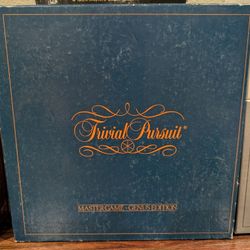 Trivial Pursuit®
MASTER GAME - GENUS EDITION